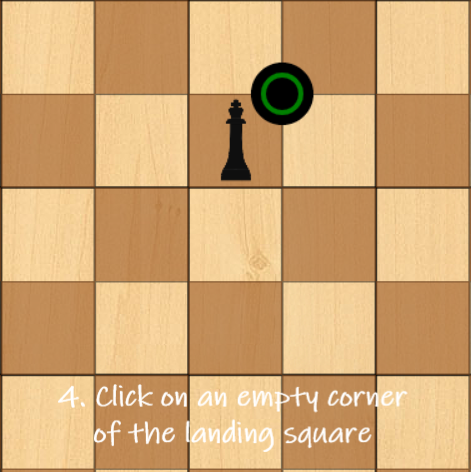 4. Click on an empty corner
of the landing square